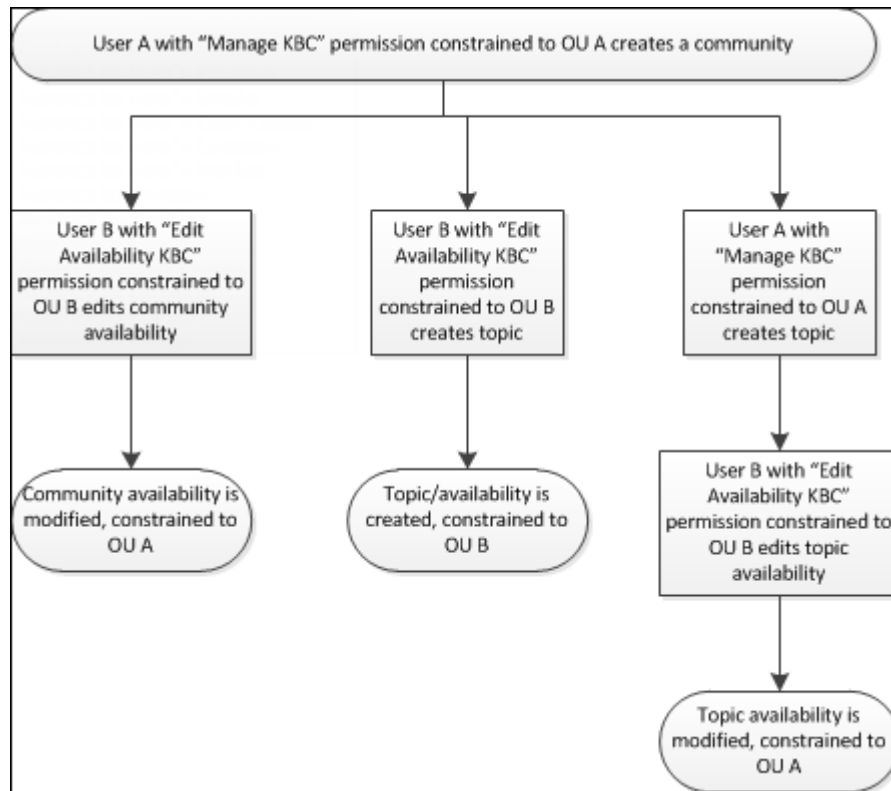 User A with “Manage KBC” permission constrained to OU A creates a community
User B with “Edit
Availability KBC”
permission constrained to
OU B edits community
availability
User B with “Edit
Availability KBC”
permission
constrained to OU B
creates topic
User A with
“Manage KBC”
permission
constrained to OU A
creates topic
Community availability is
modified, constrained to
OU A
Topic/availability is
created, constrained to
OU B
User B with “Edit
Availability KBC”
permission constrained to
OU B edits topic
availability
Topic availability is
modified, constrained to
OU A